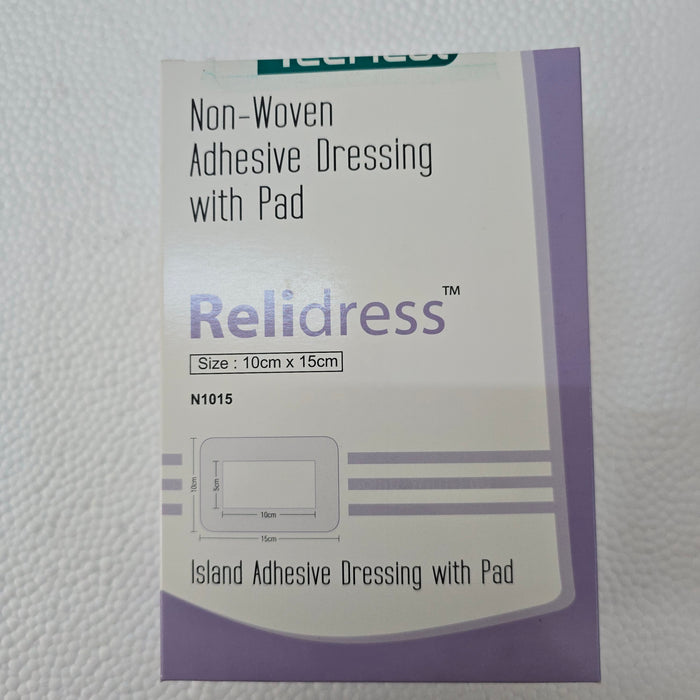 Non-Woven
Adhesive Dressing
with Pad
Relidress™
Size : 10cm x 15cm
N1015
10cm
5cm
10cm
15cm
Island Adhesive Dressing with Pad